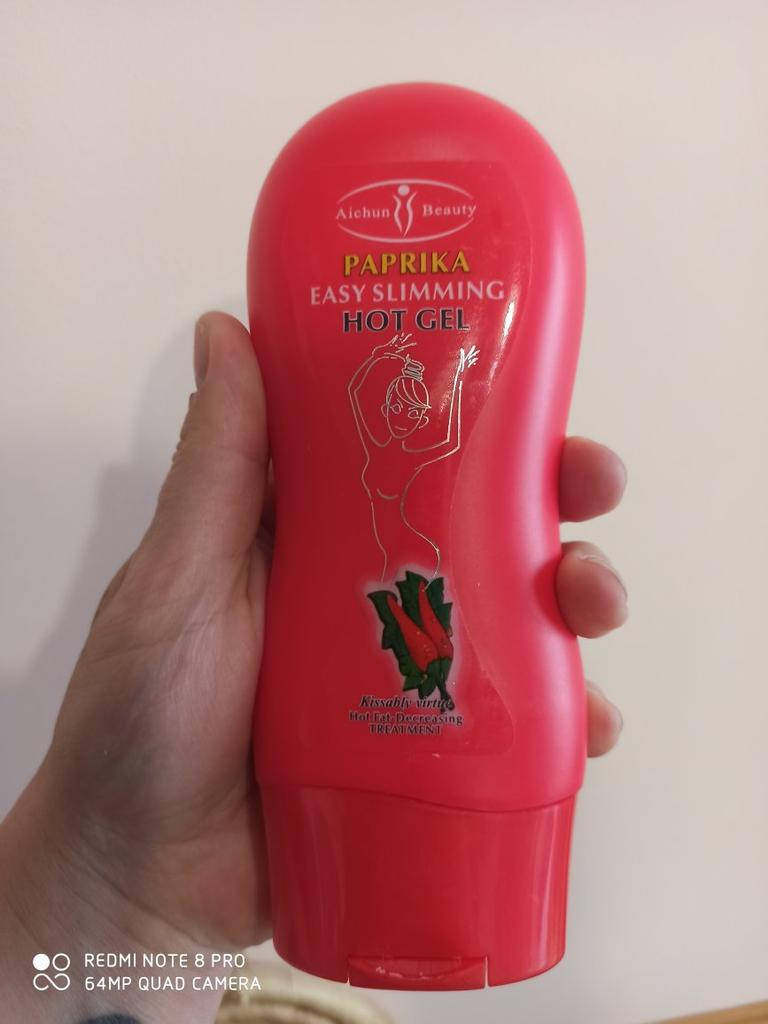 Aichun Beauty
PAPRIKA
EASY SLIMMING
HOT GEL
Kissably virtue
Hot Fat-Decreasing
TREATMENT
REDMI NOTE 8 PRO
64MP QUAD CAMERA